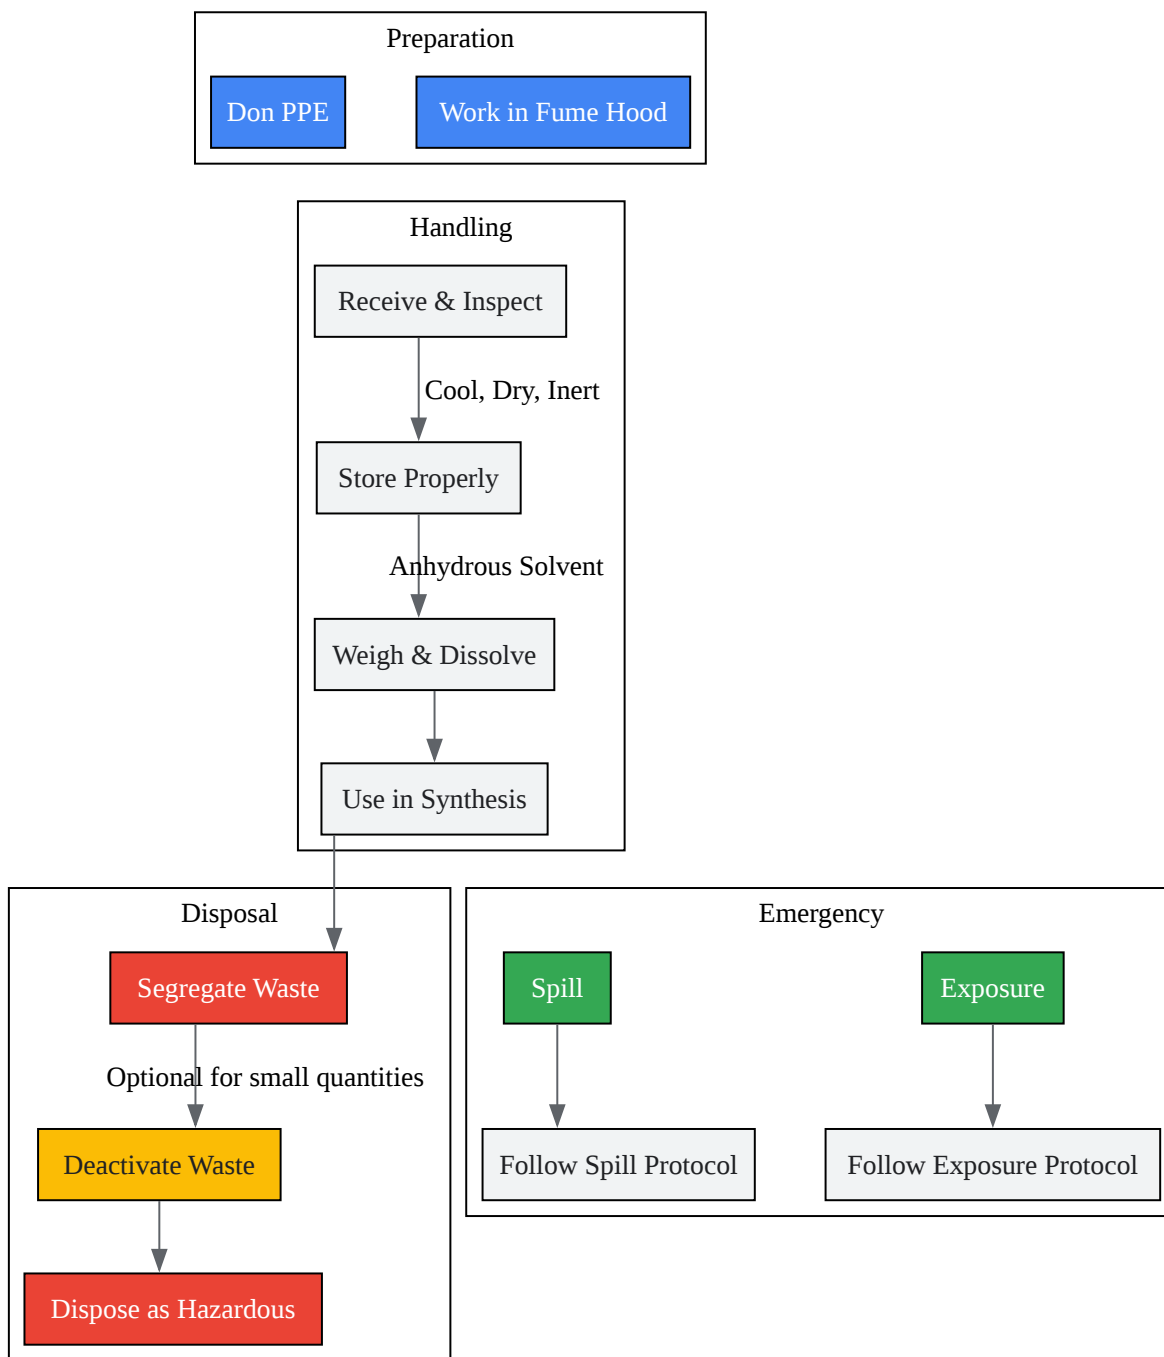 Preparation
Don PPE
Work in Fume Hood
Handling
Receive & Inspect
Cool, Dry, Inert
Store Properly
Anhydrous Solvent
Weigh & Dissolve
Use in Synthesis
Disposal
Segregate Waste
Optional for small quantities
Deactivate Waste
Dispose as Hazardous
Emergency
Spill
Exposure
Follow Spill Protocol
Follow Exposure Protocol